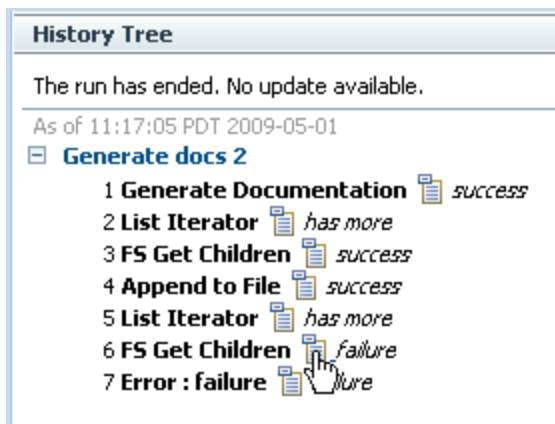 History Tree
The run has ended. No update available.
As of 11:17:05 PDT 2009-05-01
Generate docs 2
1 Generate Documentation success
2 List Iterator has more
3 FS Get Children success
4 Append to File success
5 List Iterator has more
6 FS Get Children failure
7 Error : failure